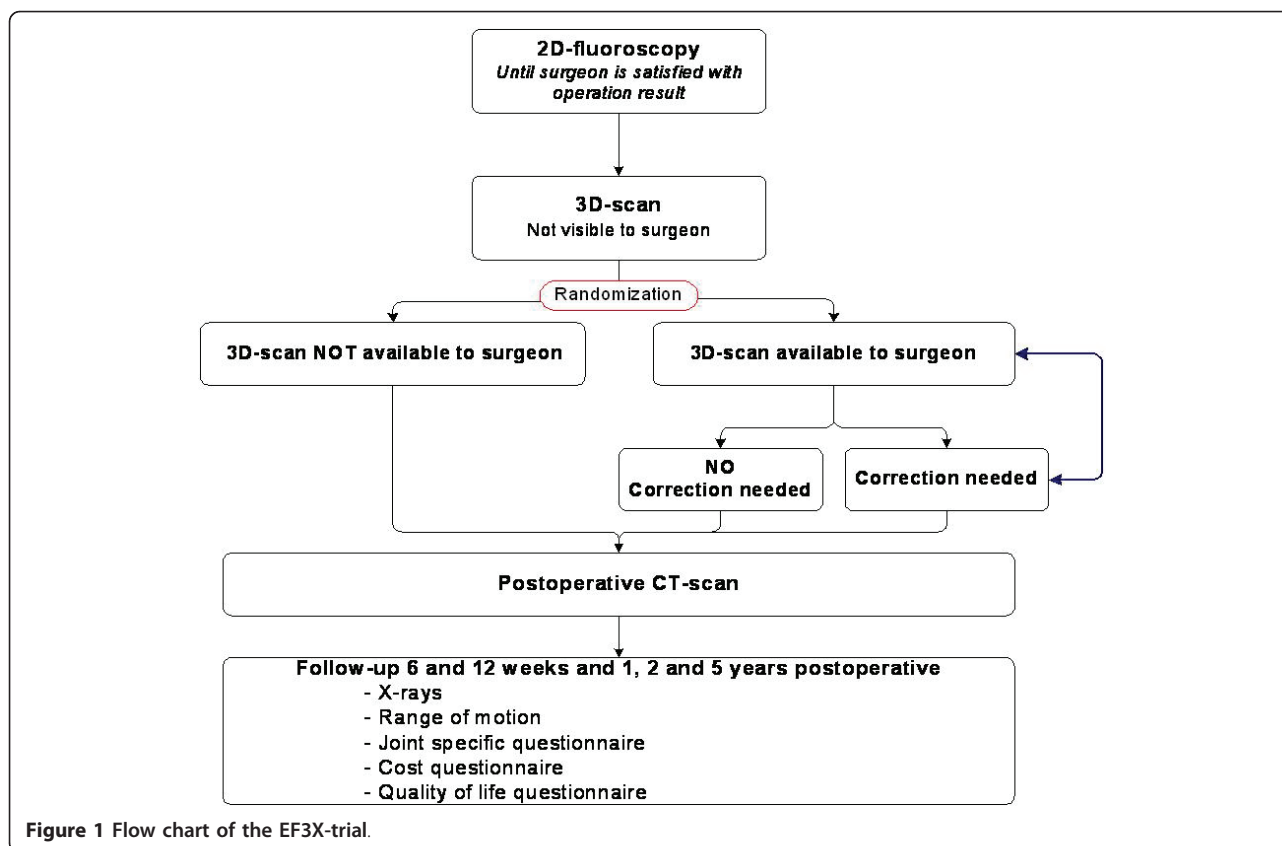 2D-fluoroscopy
Until surgeon is satisfied with
operation result
3D-scan
Not visible to surgeon
Randomization
3D-scan NOT available to surgeon
3D-scan available to surgeon
NO
Correction needed
Correction needed
Postoperative CT-scan
Follow-up 6 and 12 weeks and 1, 2 and 5 years postoperative
- X-rays
- Range of motion
- Joint specific questionnaire
- Cost questionnaire
- Quality of life questionnaire
Figure 1 Flow chart of the EF3X-trial.